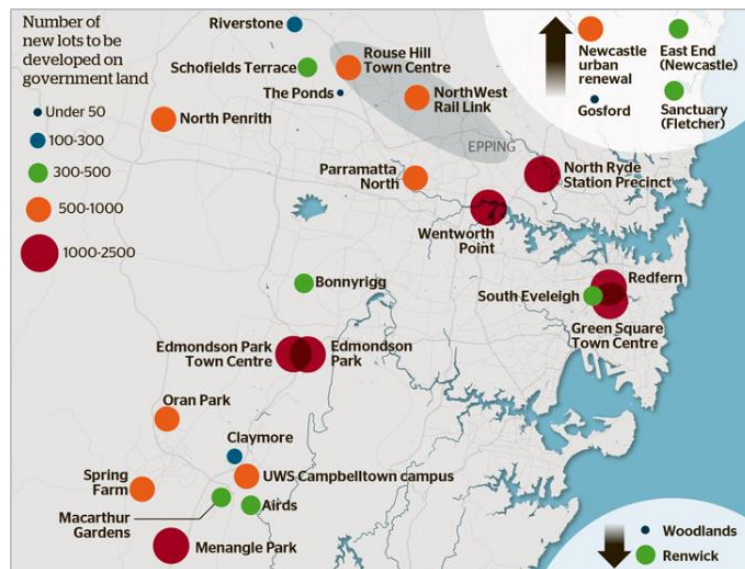 Number of
new lots to be
developed on
government land
Under 50
100-300
300-500
500-1000
1000-2500
Riverstone
Schofields Terrace
Rouse Hill
Town Centre
The Ponds
NorthWest
Rail Link
North Penrith
EPPING
Parramatta
North
North Ryde
Station Precinct
Wentworth
Point
Newcastle
urban
renewal
East End
(Newcastle)
Gosford
Sanctuary
(Fletcher)
Bonnyrigg
South Eveleigh
Redfern
Green Square
Town Centre
Edmondson Park
Town Centre
Edmondson
Park
Oran Park
Claymore
Spring
Farm
UWS Campbelltown campus
Macarthur
Gardens
Airds
Menangle Park
Woodlands
Renwick